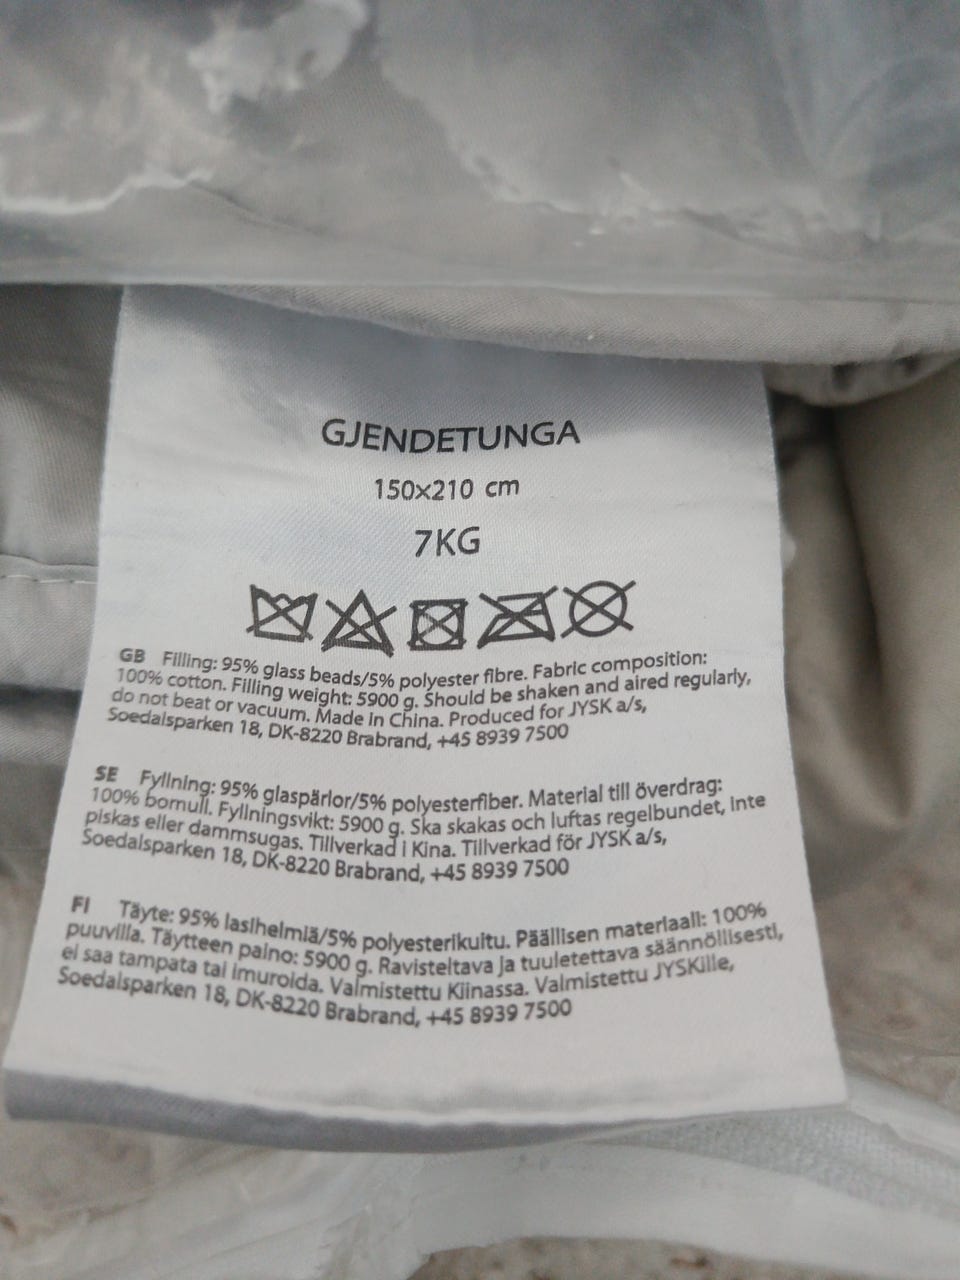 GJENDETUNGA
150x210 cm
7KG
GB Filling: 95% glass beads/5% polyester fibre. Fabric composition:
100% cotton. Filling weight: 5900 g. Should be shaken and aired regularly,
do not beat or vacuum. Made in China. Produced for JYSK a/s,
Soedalsparken 18, DK-8220 Brabrand, +45 8939 7500
SE Fyllning: 95% glaspärlor/5% polyesterfiber. Material till överdrag:
100% bomull. Fyllningsvikt: 5900 g. Ska skakas och luftas regelbundet, inte
piskas eller dammsugas. Tillverkad i Kina. Tillverkad för JYSK a/s,
Soedalsparken 18, DK-8220 Brabrand, +45 8939 7500
FI Täyte: 95% lasihelmiä/5% polyesterikuitu. Päällisen materiaali: 100%
puuvilla. Täytteen paino: 5900 g. Ravisteltava ja tuuletettava säännöllisesti,
ei saa tampata tai imuroida. Valmistettu Kiinassa. Valmistettu JYSKille,
Soedalsparken 18, DK-8220 Brabrand, +45 8939 7500